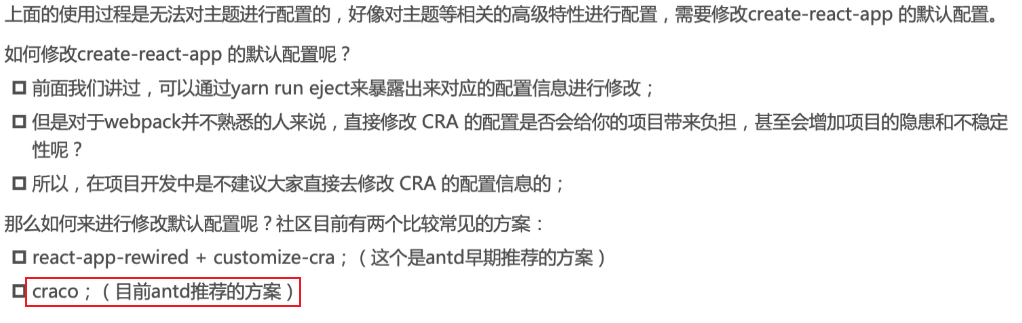 上面的使用过程是无法对主题进行配置的，好像对主题等相关的高级特性进行配置，需要修改create-react-app 的默认配置。
如何修改create-react-app 的默认配置呢？
前面我们讲过，可以通过yarn run eject来暴露出来对应的配置信息进行修改；
但是对于webpack并不熟悉的人来说，直接修改 CRA 的配置是否会给你的项目带来负担，甚至会增加项目的隐患和不稳定
性呢？
所以，在项目开发中是不建议大家直接去修改 CRA 的配置信息的；
那么如何来进行修改默认配置呢？社区目前有两个比较常见的方案：
react-app-rewired + customize-cra；（这个是antd早期推荐的方案）
craco；（目前antd推荐的方案）